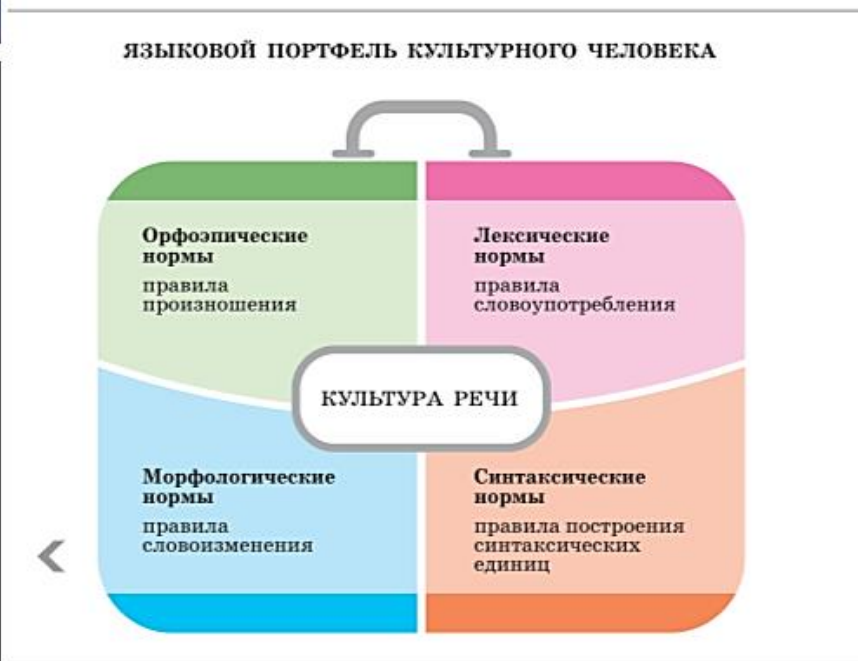 ЯЗЫКОВОЙ ПОРТФЕЛЬ КУЛЬТУРНОГО ЧЕЛОВЕКА
Орфоэпические
нормы
правила
произношения
Лексические
нормы
правила
словоупотребления
КУЛЬТУРА РЕЧИ
Морфологические
нормы
правила
словоизменения
Синтаксические
нормы
правила построения
синтаксических
единиц